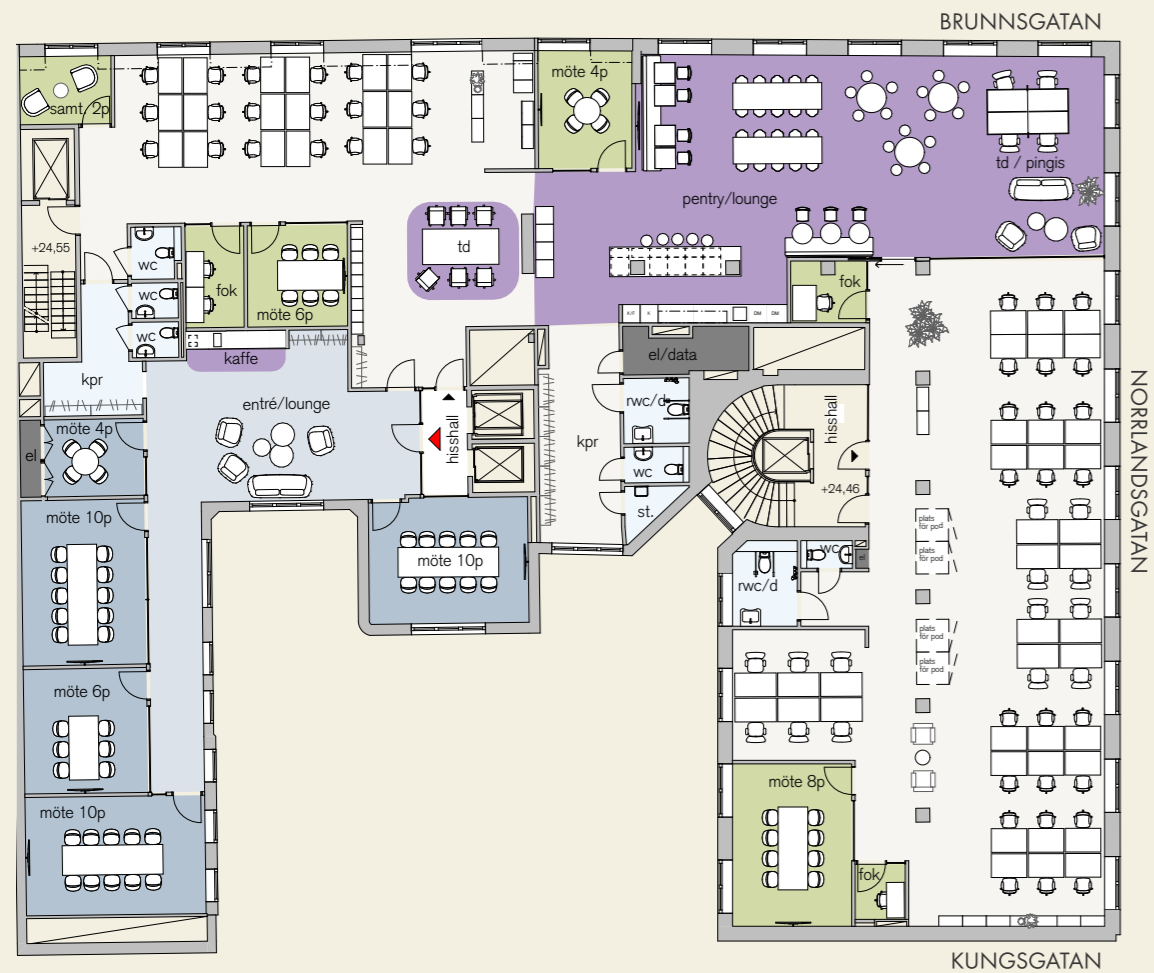 BRUNNSGATAN
möte 4p
samt. 2p
td / pingis
pentry/lounge
+24,55
wc
td
fok
fok
wc
möte 6p
K/F K DM DM
wc
kaffe
el/data
kpr
entré/lounge
rwc/d
hisshall
NORRLANDSGATAN
möte 4p
hisshall
kpr
el
wc
+24,46
möte 10p
st.
plats
för pod
plats
för pod
wc
el
möte 10p
rwc/d
plats
för pod
plats
för pod
möte 6p
möte 8p
möte 10p
fok
KUNGSGATAN